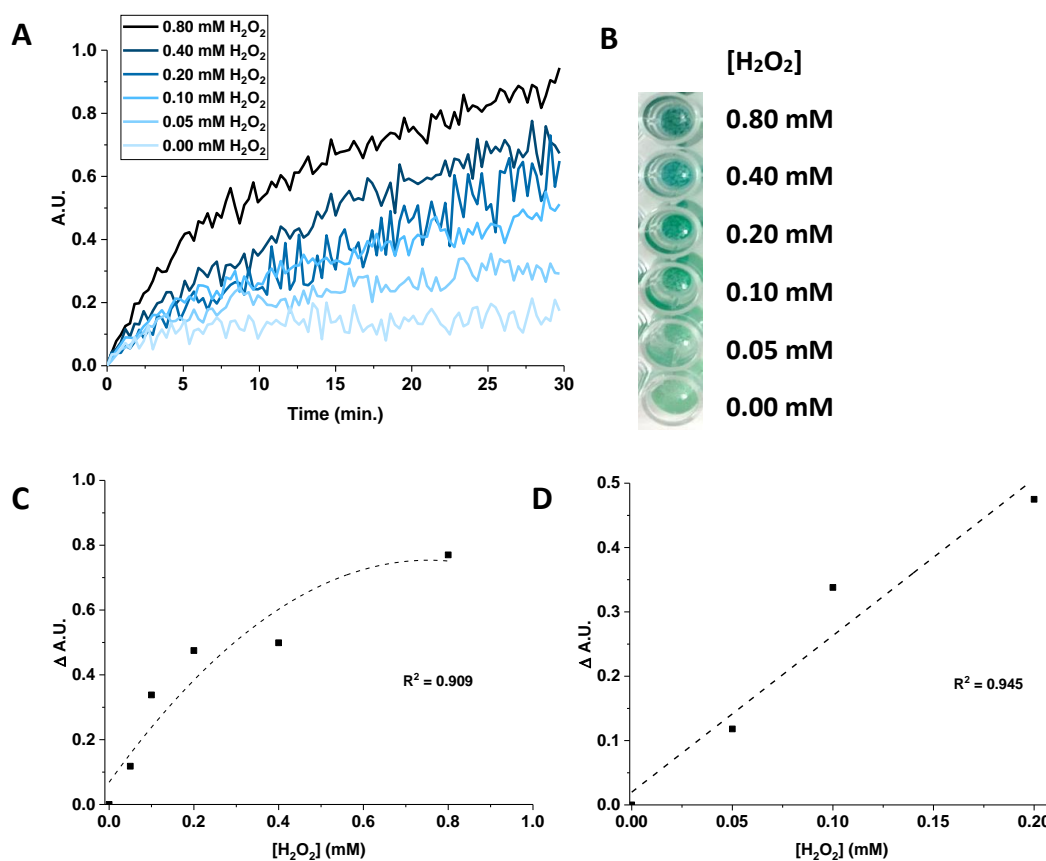 A
0.80 mM H₂O₂
0.40 mM H₂O₂
0.20 mM H₂O₂
0.10 mM H₂O₂
0.05 mM H₂O₂
0.00 mM H₂O₂
1.0
0.8
0.6
0.4
0.2
0.0
A.U.
0 5 10 15 20 25 30
Time (min.)
B
[H₂O₂]
0.80 mM
0.40 mM
0.20 mM
0.10 mM
0.05 mM
0.00 mM
C
1.0
0.8
0.6
0.4
0.2
0.0
Δ A.U.
R² = 0.909
0.0 0.2 0.4 0.6 0.8 1.0
[H₂O₂] (mM)
D
0.5
0.4
0.3
0.2
0.1
0.0
Δ A.U.
R² = 0.945
0.00 0.05 0.10 0.15 0.20
[H₂O₂] (mM)